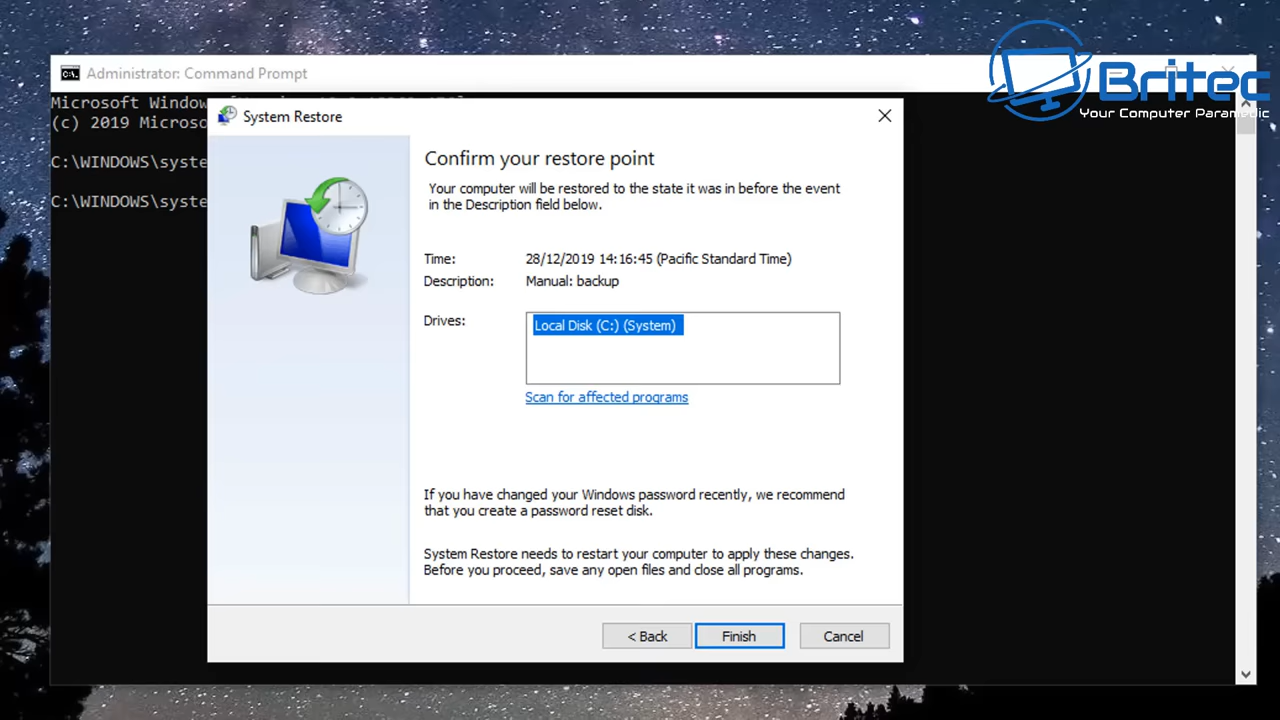 Administrator: Command Prompt
Britec
Your Computer Paramedic
Microsoft Window
(c) 2019 Microso
C:\WINDOWS\syste
C:\WINDOWS\syste
System Restore
Confirm your restore point
Your computer will be restored to the state it was in before the event
in the Description field below.
Time: 28/12/2019 14:16:45 (Pacific Standard Time)
Description: Manual: backup
Drives: Local Disk (C:) (System)
Scan for affected programs
If you have changed your Windows password recently, we recommend
that you create a password reset disk.
System Restore needs to restart your computer to apply these changes.
Before you proceed, save any open files and close all programs.
< Back Finish Cancel